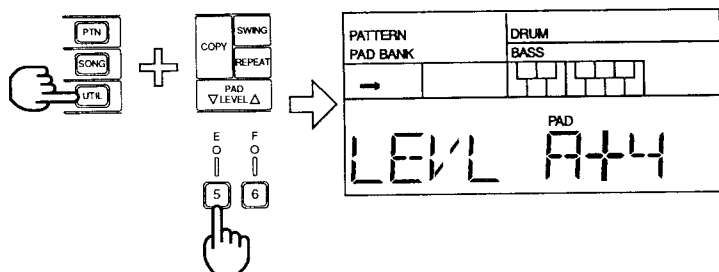 PTN
SONG
UTIL
COPY
SWING
REPEAT
PAD
▽ LEVEL △
E F
5 6
PATTERN DRUM
PAD BANK BASS
→
PAD
LEVL A+4